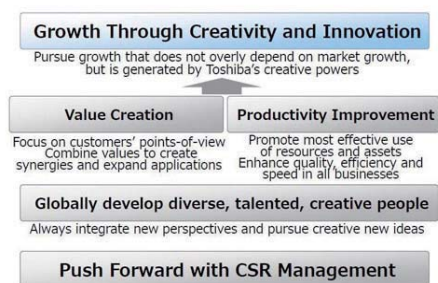 Growth Through Creativity and Innovation
Pursue growth that does not overly depend on market growth,
but is generated by Toshiba's creative powers
Value Creation
Focus on customers' points-of-view
Combine values to create
synergies and expand applications
Productivity Improvement
Promote most effective use
of resources and assets
Enhance quality, efficiency and
speed in all businesses
Globally develop diverse, talented, creative people
Always integrate new perspectives and pursue creative new ideas
Push Forward with CSR Management